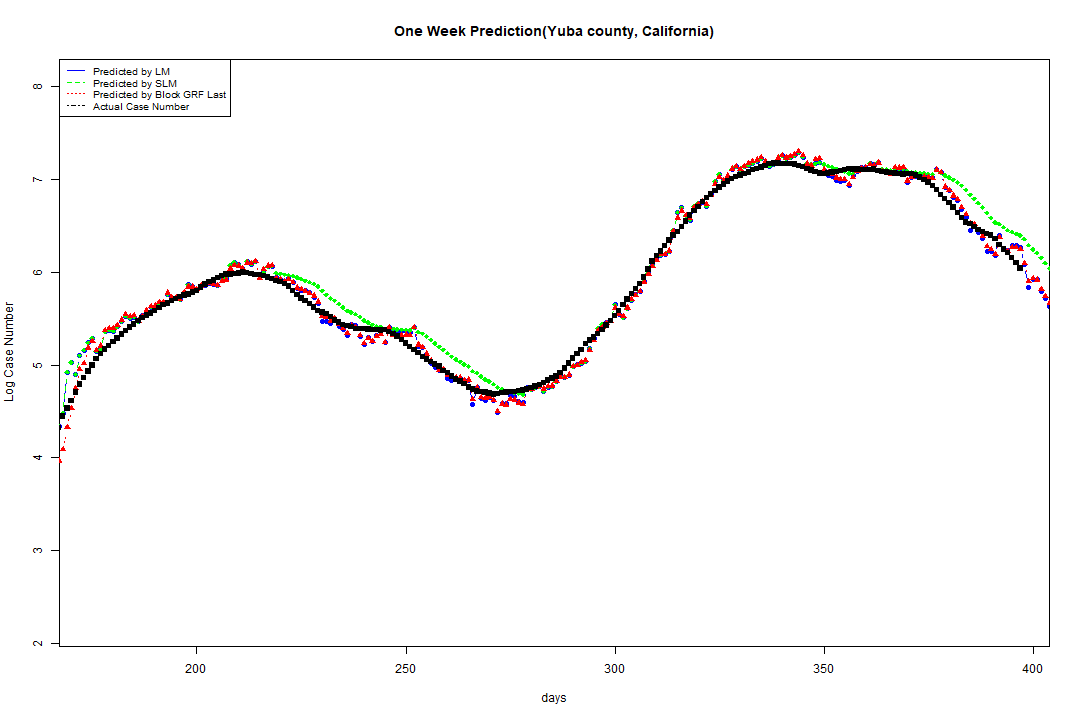 One Week Prediction(Yuba county, California)
Predicted by LM
Predicted by SLM
Predicted by Block GRF Last
Actual Case Number
8
7
6
5
4
3
2
Log Case Number
200 250 300 350 400
days